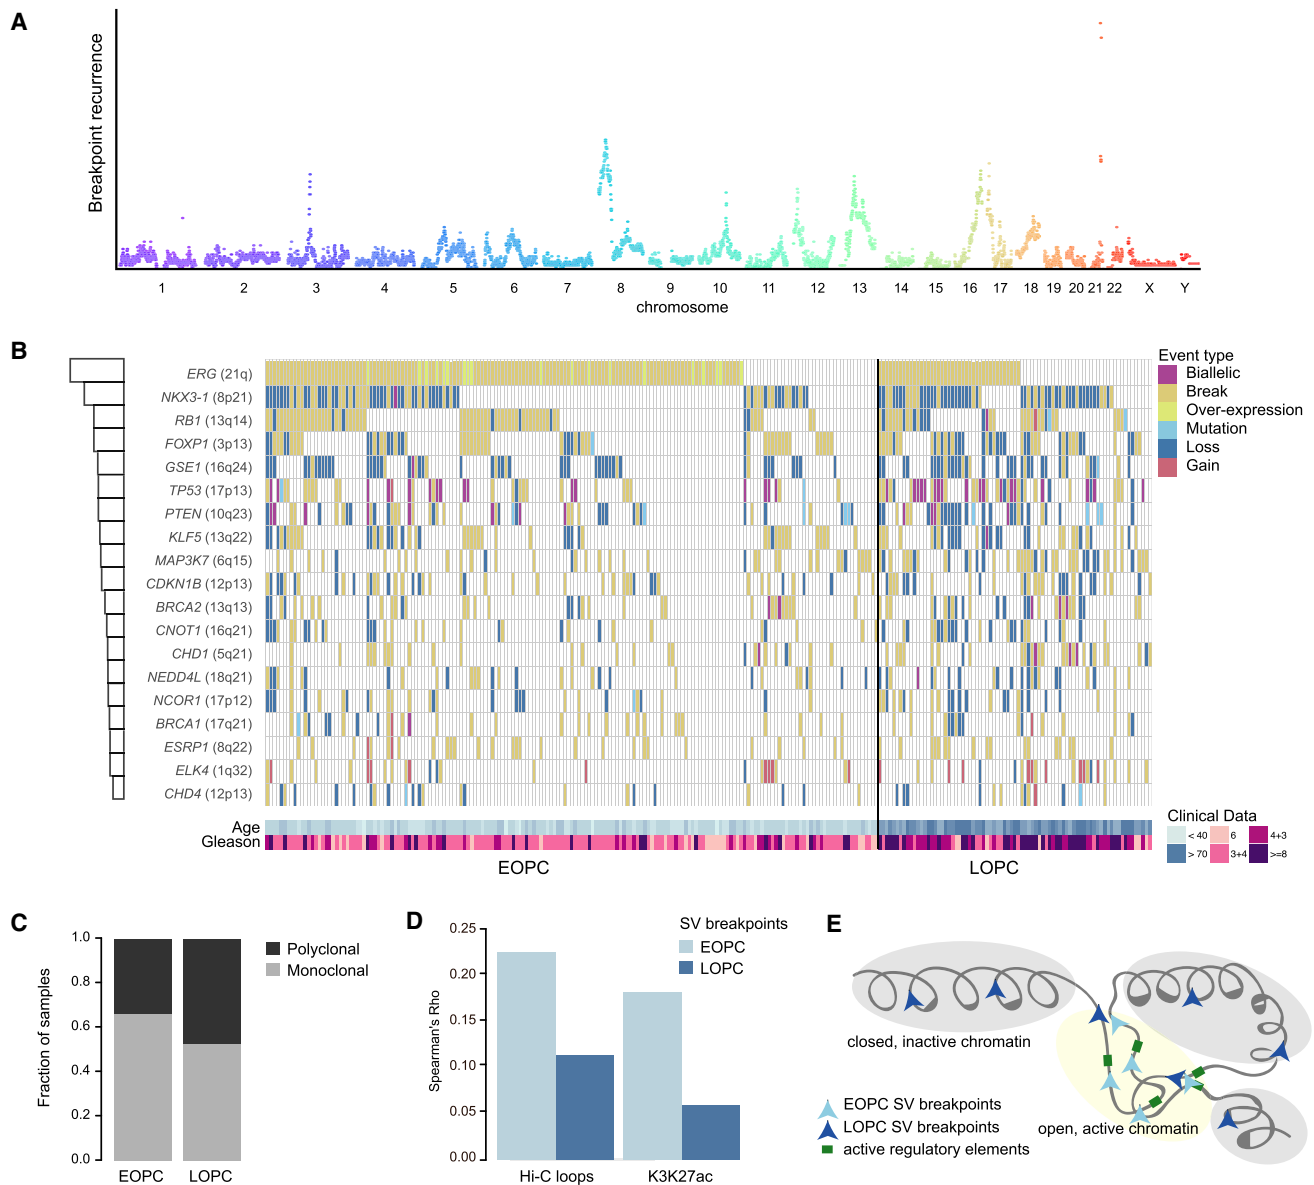 A
Breakpoint recurrence
1 2 3 4 5 6 7 8 9 10 11 12 13 14 15 16 17 18 19 20 21 22 X Y
chromosome
B
ERG (21q)
NKX3-1 (8p21)
RB1 (13q14)
FOXP1 (3p13)
GSE1 (16q24)
TP53 (17p13)
PTEN (10q23)
KLF5 (13q22)
MAP3K7 (6q15)
CDKN1B (12p13)
BRCA2 (13q13)
CNOT1 (16q21)
CHD1 (5q21)
NEDD4L (18q21)
NCOR1 (17p12)
BRCA1 (17q21)
ESRP1 (8q22)
ELK4 (1q32)
CHD4 (12p13)
Age
Gleason
EOPC
LOPC
Event type
Biallelic
Break
Over-expression
Mutation
Loss
Gain
Clinical Data
< 40 6 4+3
> 70 3+4 >=8
C
Fraction of samples
1.0
0.8
0.6
0.4
0.2
0.0
EOPC LOPC
Polyclonal
Monoclonal
D
Spearman's Rho
0.25
0.20
0.15
0.10
0.05
0.00
Hi-C loops K3K27ac
SV breakpoints
EOPC
LOPC
E
closed, inactive chromatin
open, active chromatin
EOPC SV breakpoints
LOPC SV breakpoints
active regulatory elements